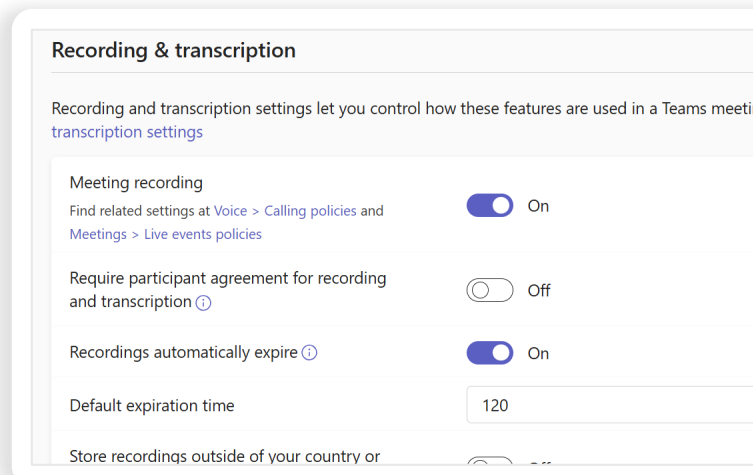 Recording & transcription
Recording and transcription settings let you control how these features are used in a Teams
transcription settings
Meeting recording
On
Find related settings at Voice > Calling policies and
Meetings > Live events policies
Require participant agreement for recording
and transcription
Off
Recordings automatically expire
On
Default expiration time
120
Store recordings outside of your country or